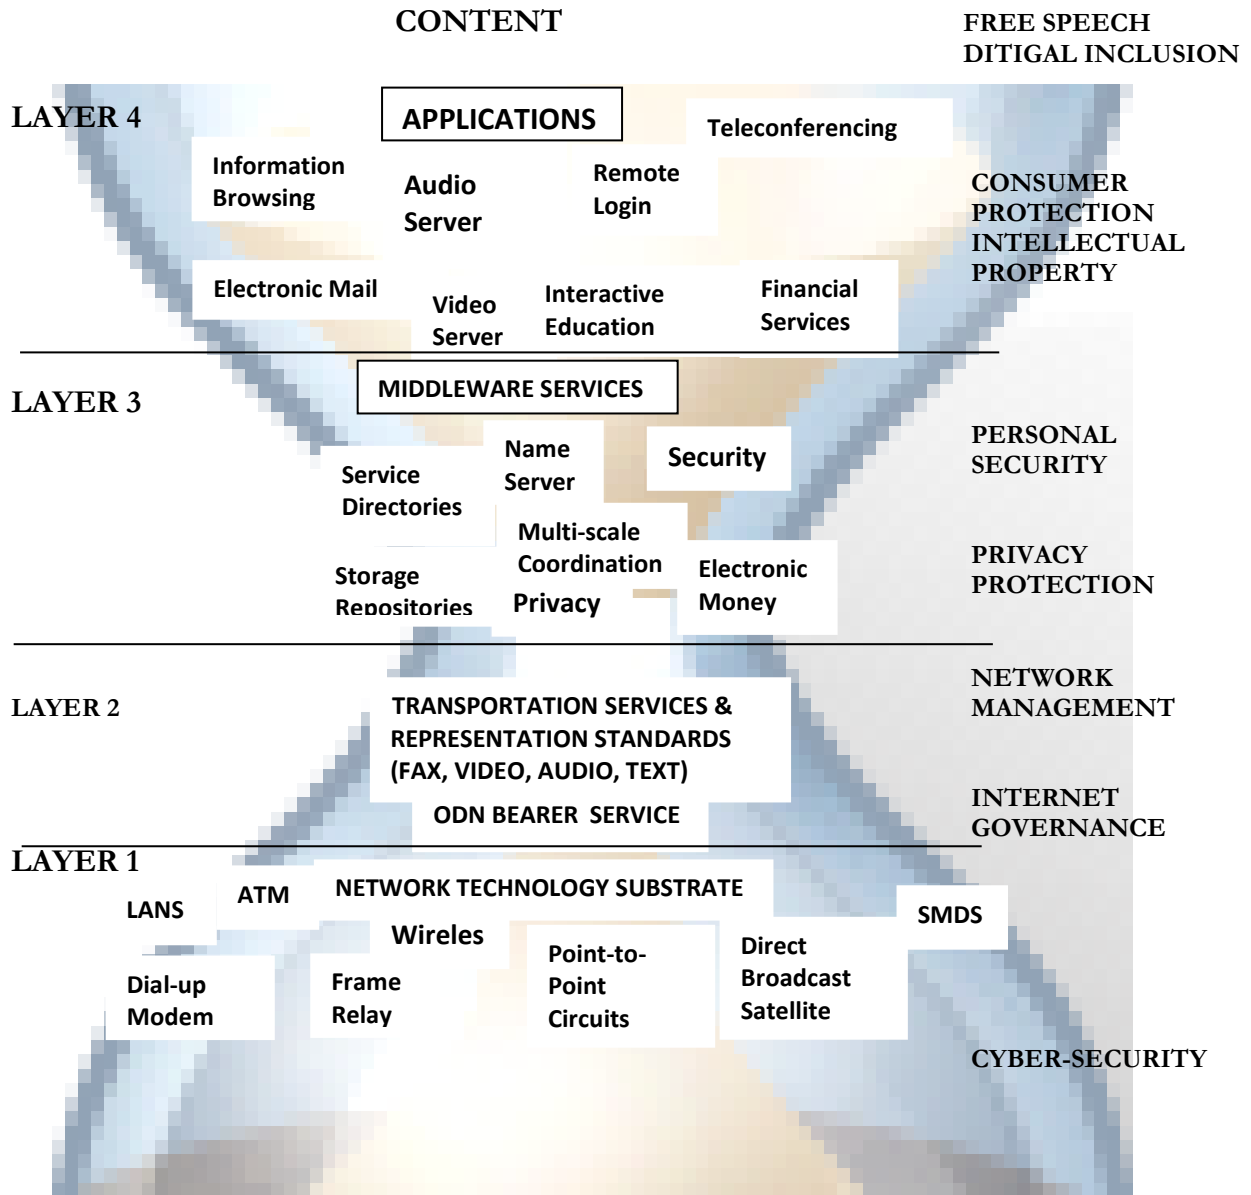 CONTENT
FREE SPEECH
DITIGAL INCLUSION
LAYER 4
APPLICATIONS
Teleconferencing
Information
Browsing
Audio
Server
Remote
Login
CONSUMER
PROTECTION
INTELLECTUAL
PROPERTY
Electronic Mail
Video
Server
Interactive
Education
Financial
Services
MIDDLEWARE SERVICES
LAYER 3
Service
Directories
Name
Server
Security
PERSONAL
SECURITY
Multi-scale
Coordination
Storage
Repositories
Privacy
Electronic
Money
PRIVACY
PROTECTION
LAYER 2
TRANSPORTATION SERVICES &
REPRESENTATION STANDARDS
(FAX, VIDEO, AUDIO, TEXT)
ODN BEARER SERVICE
NETWORK
MANAGEMENT
INTERNET
GOVERNANCE
LAYER 1
LANS
ATM
NETWORK TECHNOLOGY SUBSTRATE
SMDS
Wireles
Dial-up
Modem
Frame
Relay
Point-to-
Point
Circuits
Direct
Broadcast
Satellite
CYBER-SECURITY